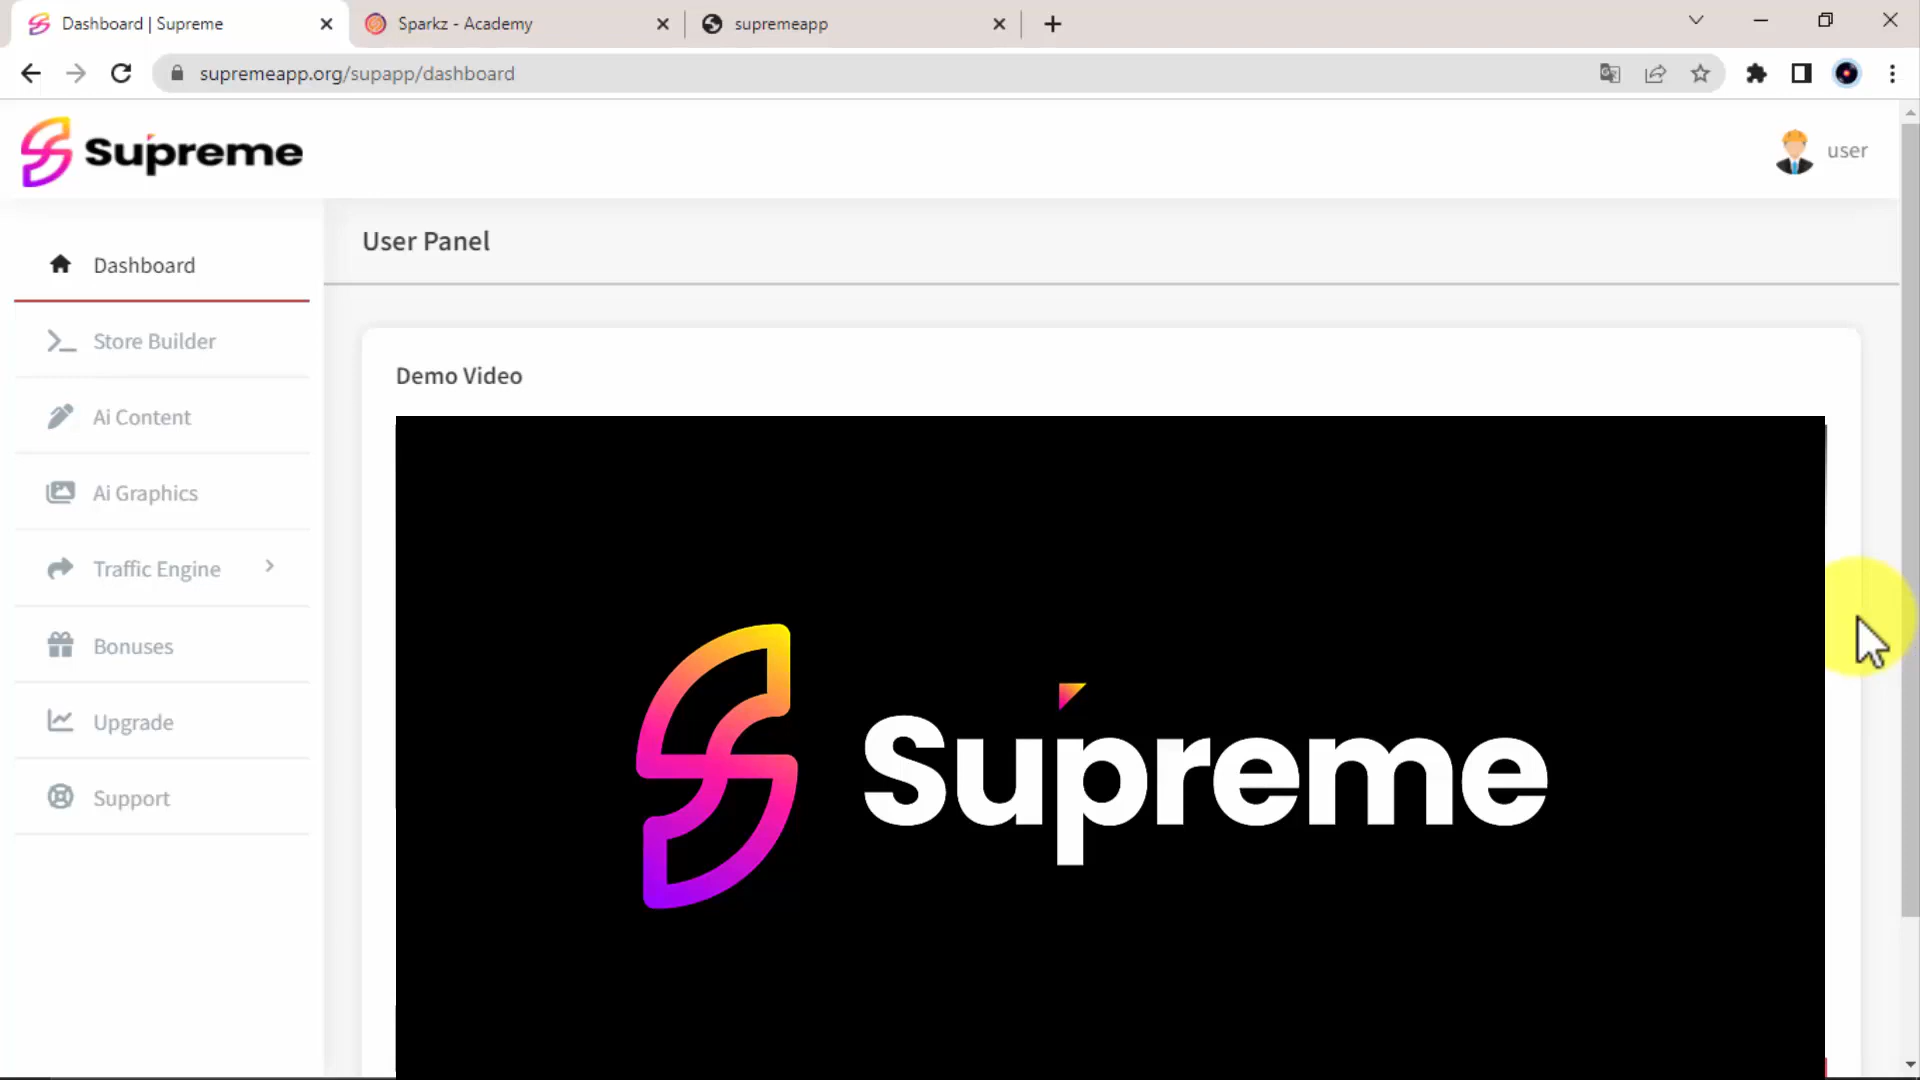 Dashboard | Supreme
Sparkz - Academy
supremeapp
supremeapp.org/supapp/dashboard
Supreme
user
Dashboard
Store Builder
Ai Content
Ai Graphics
Traffic Engine
Bonuses
Upgrade
Support
User Panel
Demo Video
Supreme